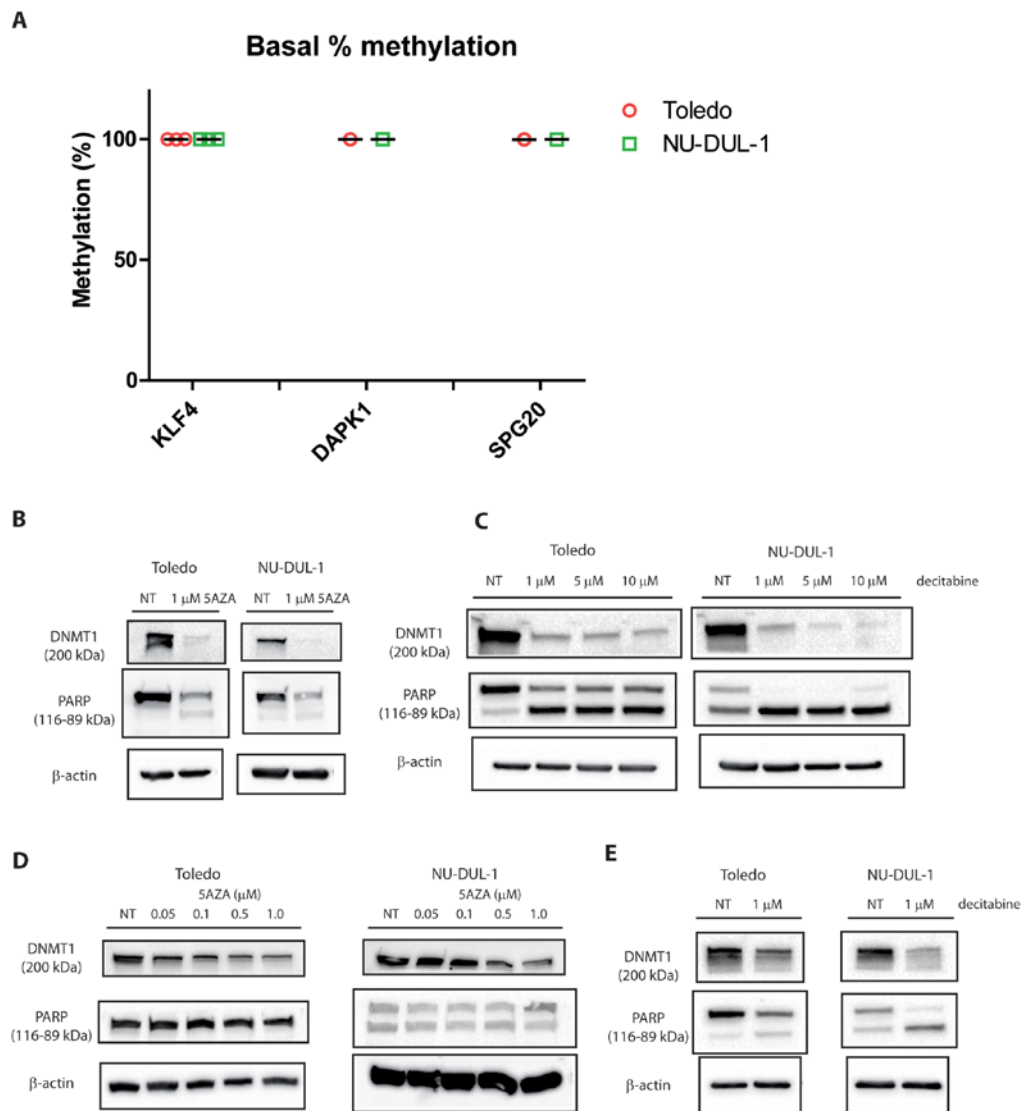 A
Basal % methylation
Toledo
NU-DUL-1
Methylation (%)
100
50
0
KLF4
DAPK1
SPG20
B
Toledo NU-DUL-1
NT 1 μM 5AZA NT 1 μM 5AZA
DNMT1
(200 kDa)
PARP
(116-89 kDa)
β-actin
C
Toledo NU-DUL-1
NT 1 μM 5 μM 10 μM NT 1 μM 5 μM 10 μM decitabine
DNMT1
(200 kDa)
PARP
(116-89 kDa)
β-actin
D
Toledo NU-DUL-1
5AZA (μM) 5AZA (μM)
NT 0.05 0.1 0.5 1.0 NT 0.05 0.1 0.5 1.0
DNMT1
(200 kDa)
PARP
(116-89 kDa)
β-actin
E
Toledo NU-DUL-1
NT 1 μM NT 1 μM decitabine
DNMT1
(200 kDa)
PARP
(116-89 kDa)
β-actin